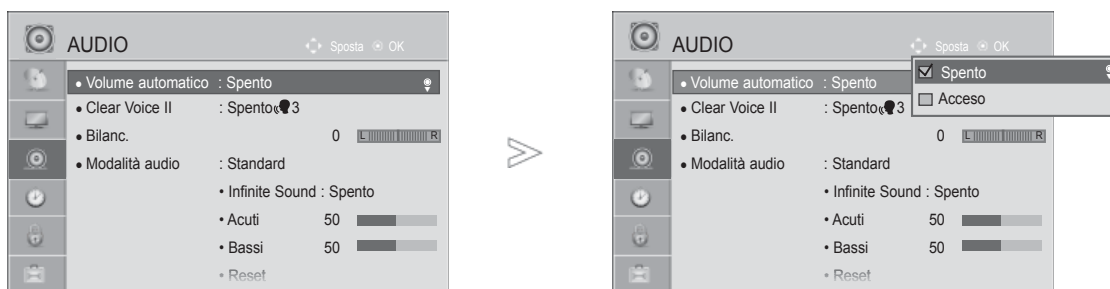 AUDIO
Sposta OK
• Volume automatico : Spento
• Clear Voice II : Spento 3
• Bilanc. 0 L R
• Modalità audio : Standard
• Infinite Sound : Spento
• Acuti 50
• Bassi 50
• Reset
AUDIO
Sposta OK
• Volume automatico : Spento
Spento
Acceso
• Clear Voice II : Spento 3
• Bilanc. 0 L R
• Modalità audio : Standard
• Infinite Sound : Spento
• Acuti 50
• Bassi 50
• Reset